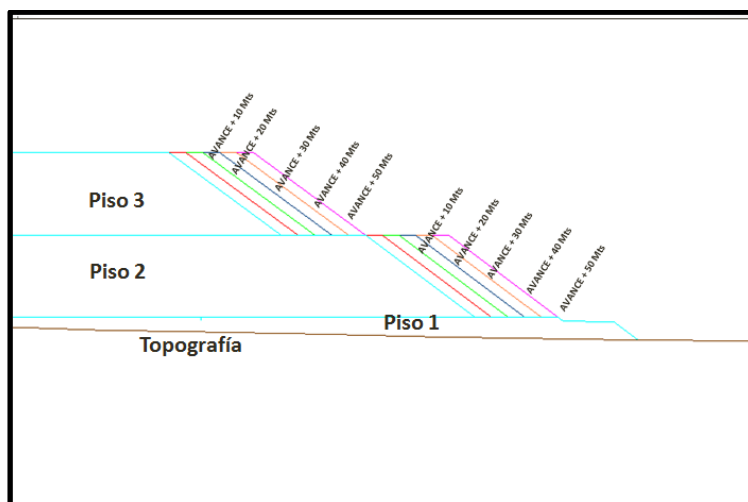 AVANCE + 10 Mts
AVANCE + 20 Mts
AVANCE + 30 Mts
AVANCE + 40 Mts
AVANCE + 50 Mts
Piso 3
AVANCE + 10 Mts
AVANCE + 20 Mts
AVANCE + 30 Mts
AVANCE + 40 Mts
AVANCE + 50 Mts
Piso 2
Piso 1
Topografía